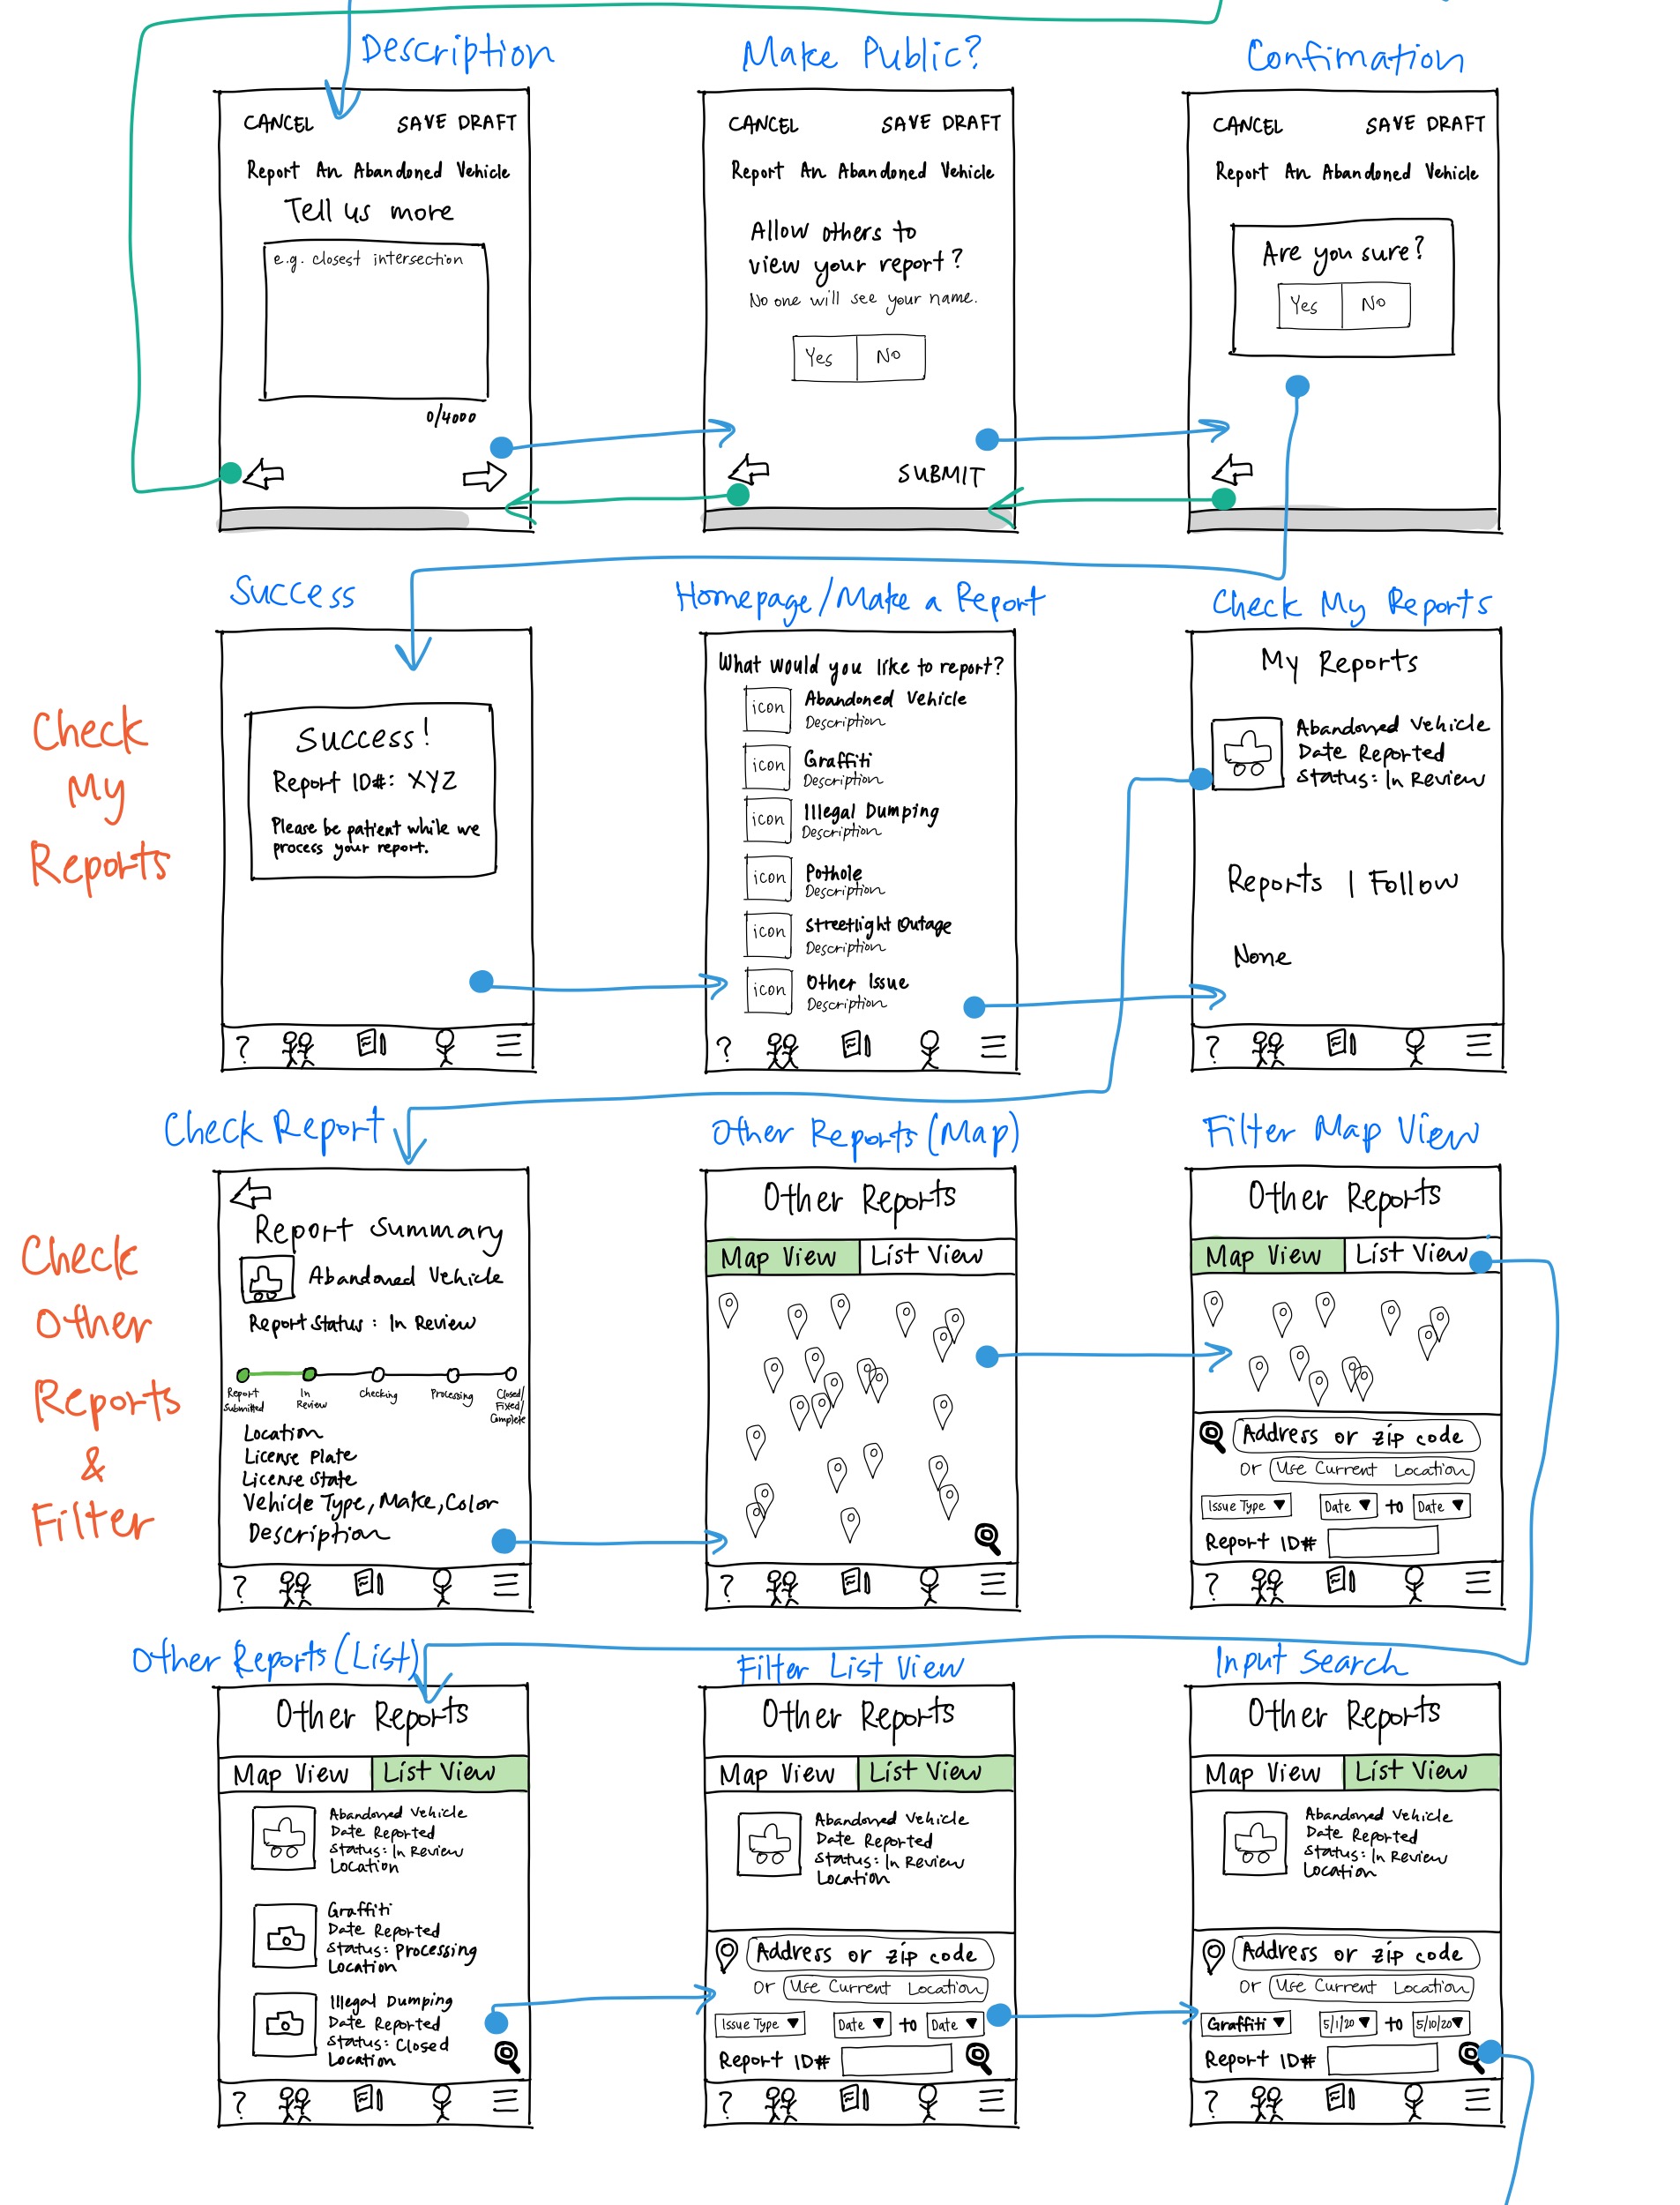 Description
CANCEL SAVE DRAFT
Report An Abandoned Vehicle
Tell us more
e.g. closest intersection
0/4000
Make Public?
CANCEL SAVE DRAFT
Report An Abandoned Vehicle
Allow others to
view your report?
No one will see your name.
Yes No
SUBMIT
Confimation
CANCEL SAVE DRAFT
Report An Abandoned Vehicle
Are you sure?
Yes No
Check
My
Reports
Success
Success!
Report ID#: XYZ
Please be patient while we
process your report.
?
Homepage/Make a Report
What would you like to report?
icon Abandoned Vehicle
Description
icon Graffiti
Description
icon Illegal Dumping
Description
icon Pothole
Description
icon Streetlight Outage
Description
icon Other Issue
Description
?
Check My Reports
My Reports
Abandoned Vehicle
Date Reported
Status: In Review
Reports I Follow
None
?
Check
Other
Reports
&
Filter
Check Report
Report Summary
Abandoned Vehicle
Report Status: In Review
Report
Submitted
In
Review
Checking
Processing
Closed/
Fixed/
Complete
Location
License Plate
License State
Vehicle Type, Make, Color
Description
?
Other Reports (Map)
Other Reports
Map View List View
?
Filter Map View
Other Reports
Map View List View
Address or zip code
or Use Current Location
Issue Type Date to Date
Report ID#
?
Other Reports (List)
Other Reports
Map View List View
Abandoned Vehicle
Date Reported
Status: In Review
Location
Graffiti
Date Reported
Status: Processing
Location
Illegal Dumping
Date Reported
Status: Closed
Location
?
Filter List View
Other Reports
Map View List View
Abandoned Vehicle
Date Reported
Status: In Review
Location
Address or zip code
or Use Current Location
Issue Type Date to Date
Report ID#
?
Input Search
Other Reports
Map View List View
Abandoned Vehicle
Date Reported
Status: In Review
Location
Address or zip code
or Use Current Location
Graffiti 5/1/20 to 5/10/20
Report ID#
?